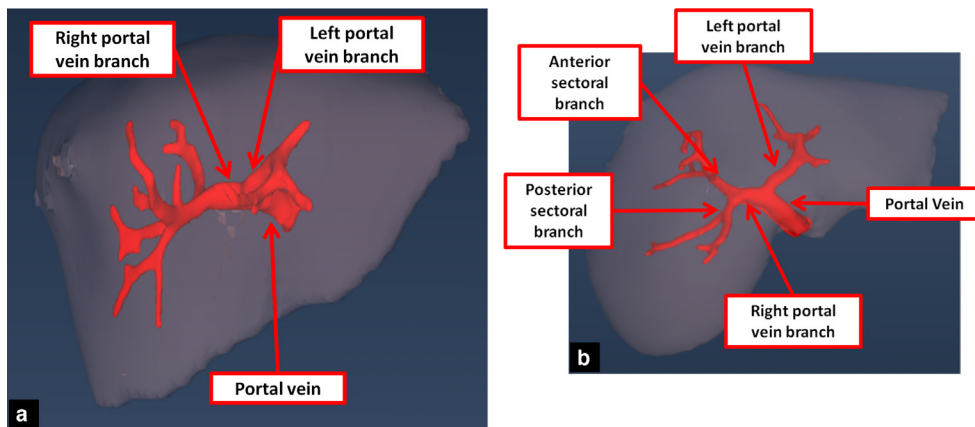 Right portal
vein branch
Left portal
vein branch
Portal vein
a
Left portal
vein branch
Anterior
sectoral
branch
Posterior
sectoral
branch
Portal Vein
Right portal
vein branch
b